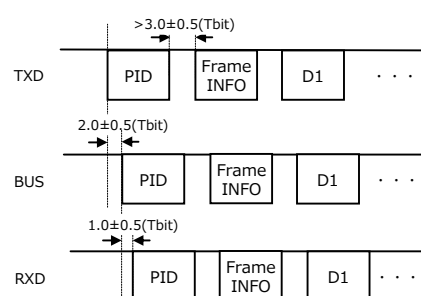 >3.0±0.5(Tbit)
TXD PID Frame INFO D1 · · ·
2.0±0.5(Tbit)
BUS PID Frame INFO D1 · · ·
1.0±0.5(Tbit)
RXD PID Frame INFO D1 · · ·